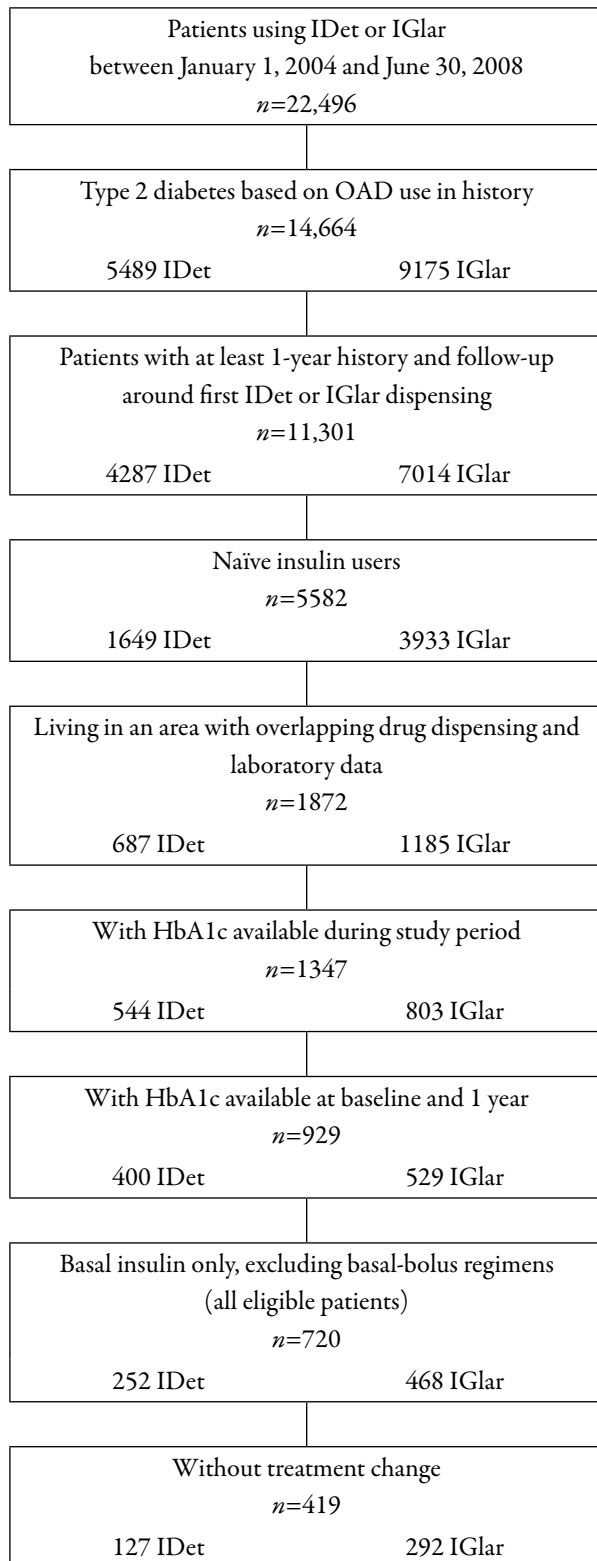 Patients using IDet or IGlar
between January 1, 2004 and June 30, 2008
n=22,496
Type 2 diabetes based on OAD use in history
n=14,664
5489 IDet 9175 IGlar
Patients with at least 1-year history and follow-up
around first IDet or IGlar dispensing
n=11,301
4287 IDet 7014 IGlar
Naïve insulin users
n=5582
1649 IDet 3933 IGlar
Living in an area with overlapping drug dispensing and
laboratory data
n=1872
687 IDet 1185 IGlar
With HbA1c available during study period
n=1347
544 IDet 803 IGlar
With HbA1c available at baseline and 1 year
n=929
400 IDet 529 IGlar
Basal insulin only, excluding basal-bolus regimens
(all eligible patients)
n=720
252 IDet 468 IGlar
Without treatment change
n=419
127 IDet 292 IGlar